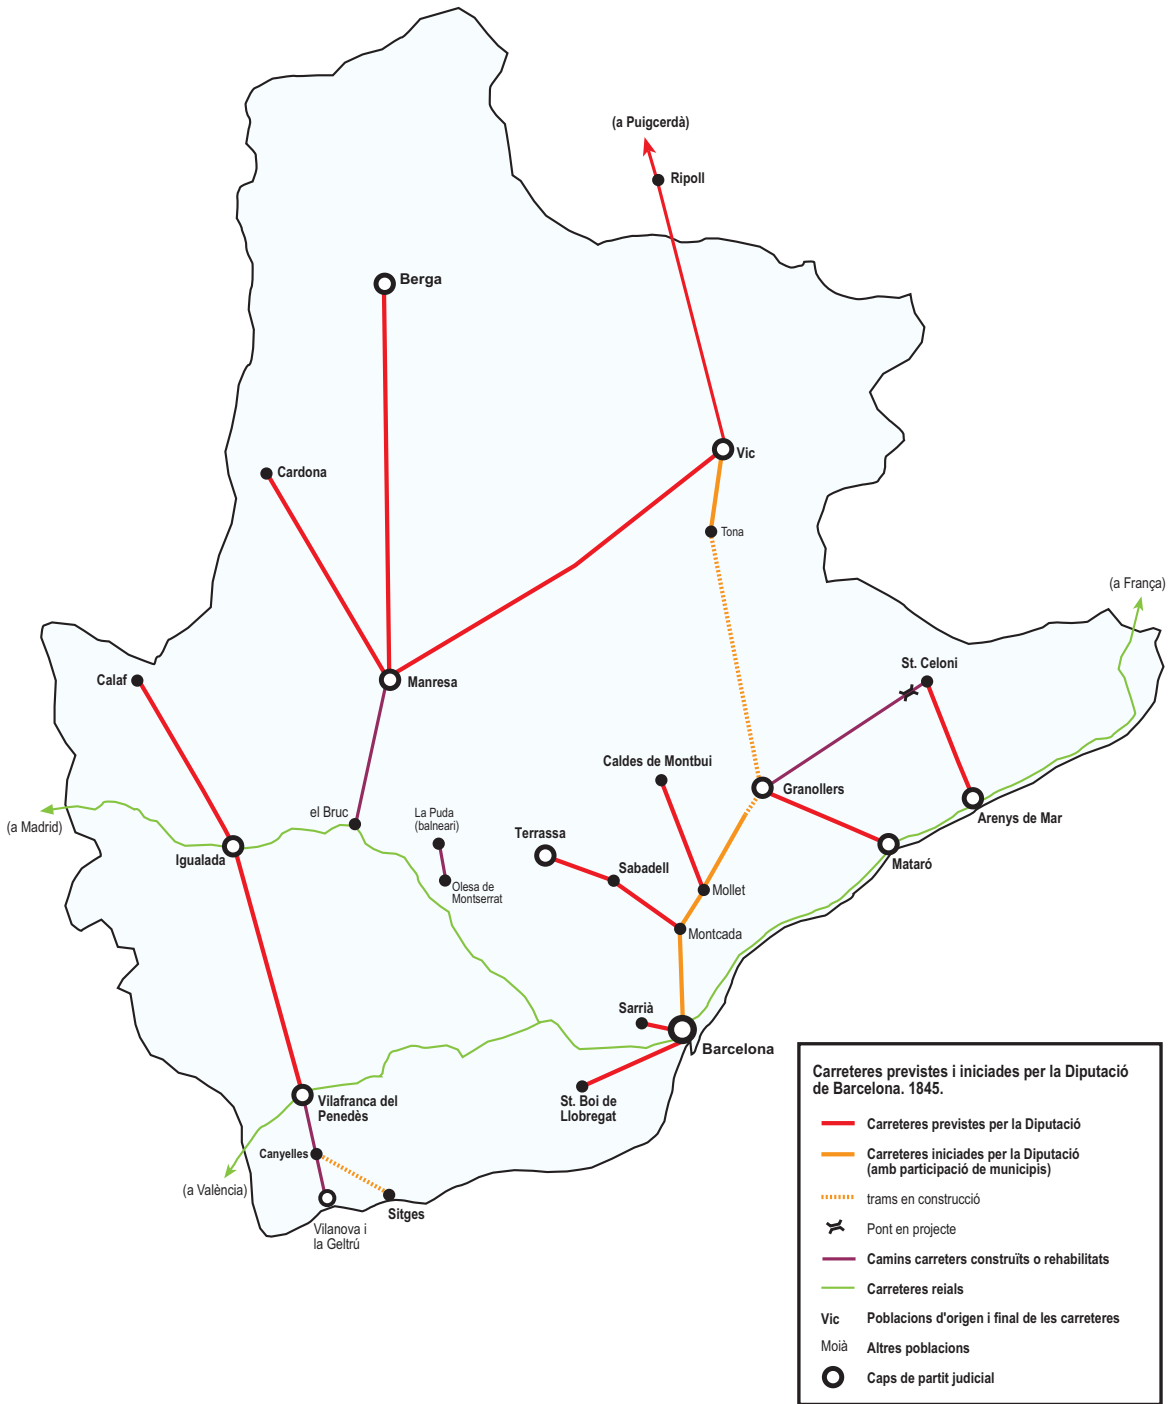 (a Puigcerdà)
Ripoll
Berga
Vic
Cardona
Tona
(a França)
St. Celoni
Calaf
Manresa
Caldes de Montbui
Granollers
Arenys de Mar
(a Madrid)
el Bruc
La Puda
(balneari)
Terrassa
Igualada
Sabadell
Mataró
Olesa de
Montserrat
Mollet
Montcada
Sarrià
Barcelona
St. Boi de
Llobregat
Vilafranca del
Penedès
Canyelles
(a València)
Sitges
Vilanova i
la Geltrú
Carreteres previstes i iniciades per la Diputació
de Barcelona. 1845.
Carreteres previstes per la Diputació
Carreteres iniciades per la Diputació
(amb participació de municipis)
trams en construcció
Pont en projecte
Camins carreters construïts o rehabilitats
Carreteres reials
Vic Poblacions d'origen i final de les carreteres
Moià Altres poblacions
Caps de partit judicial